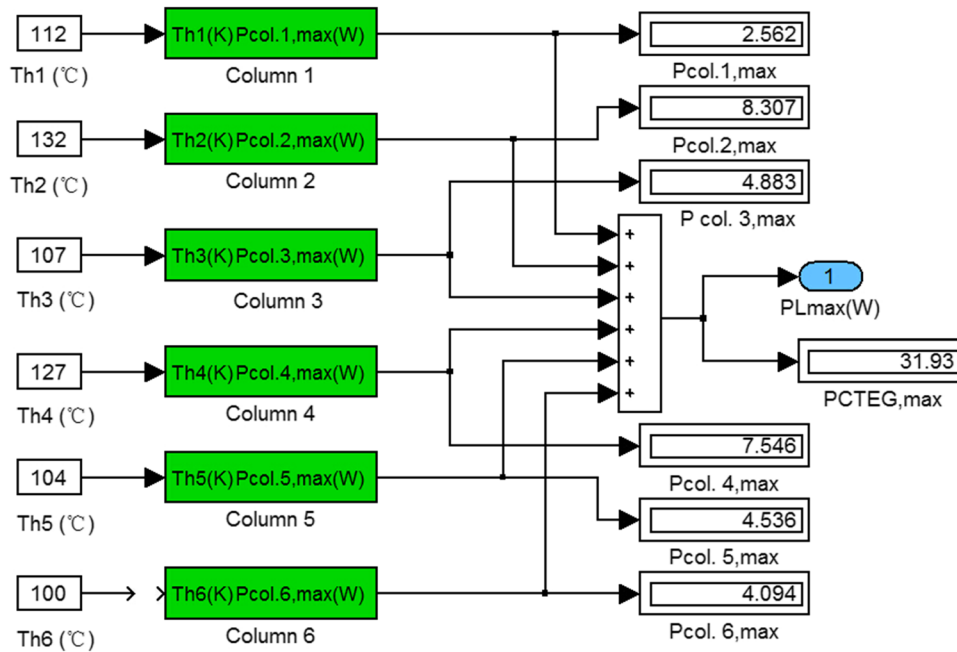 112
Th1 (℃)
Th1(K) Pcol.1,max(W)
Column 1
2.562
Pcol.1,max
132
Th2 (℃)
Th2(K) Pcol.2,max(W)
Column 2
8.307
Pcol.2,max
107
Th3 (℃)
Th3(K) Pcol.3,max(W)
Column 3
4.883
P col. 3,max
+
+
+
+
+
+
1
PLmax(W)
31.93
PCTEG,max
127
Th4 (℃)
Th4(K) Pcol.4,max(W)
Column 4
7.546
Pcol. 4,max
104
Th5 (℃)
Th5(K) Pcol.5,max(W)
Column 5
4.536
Pcol. 5,max
100
Th6 (℃)
Th6(K) Pcol.6,max(W)
Column 6
4.094
Pcol. 6,max